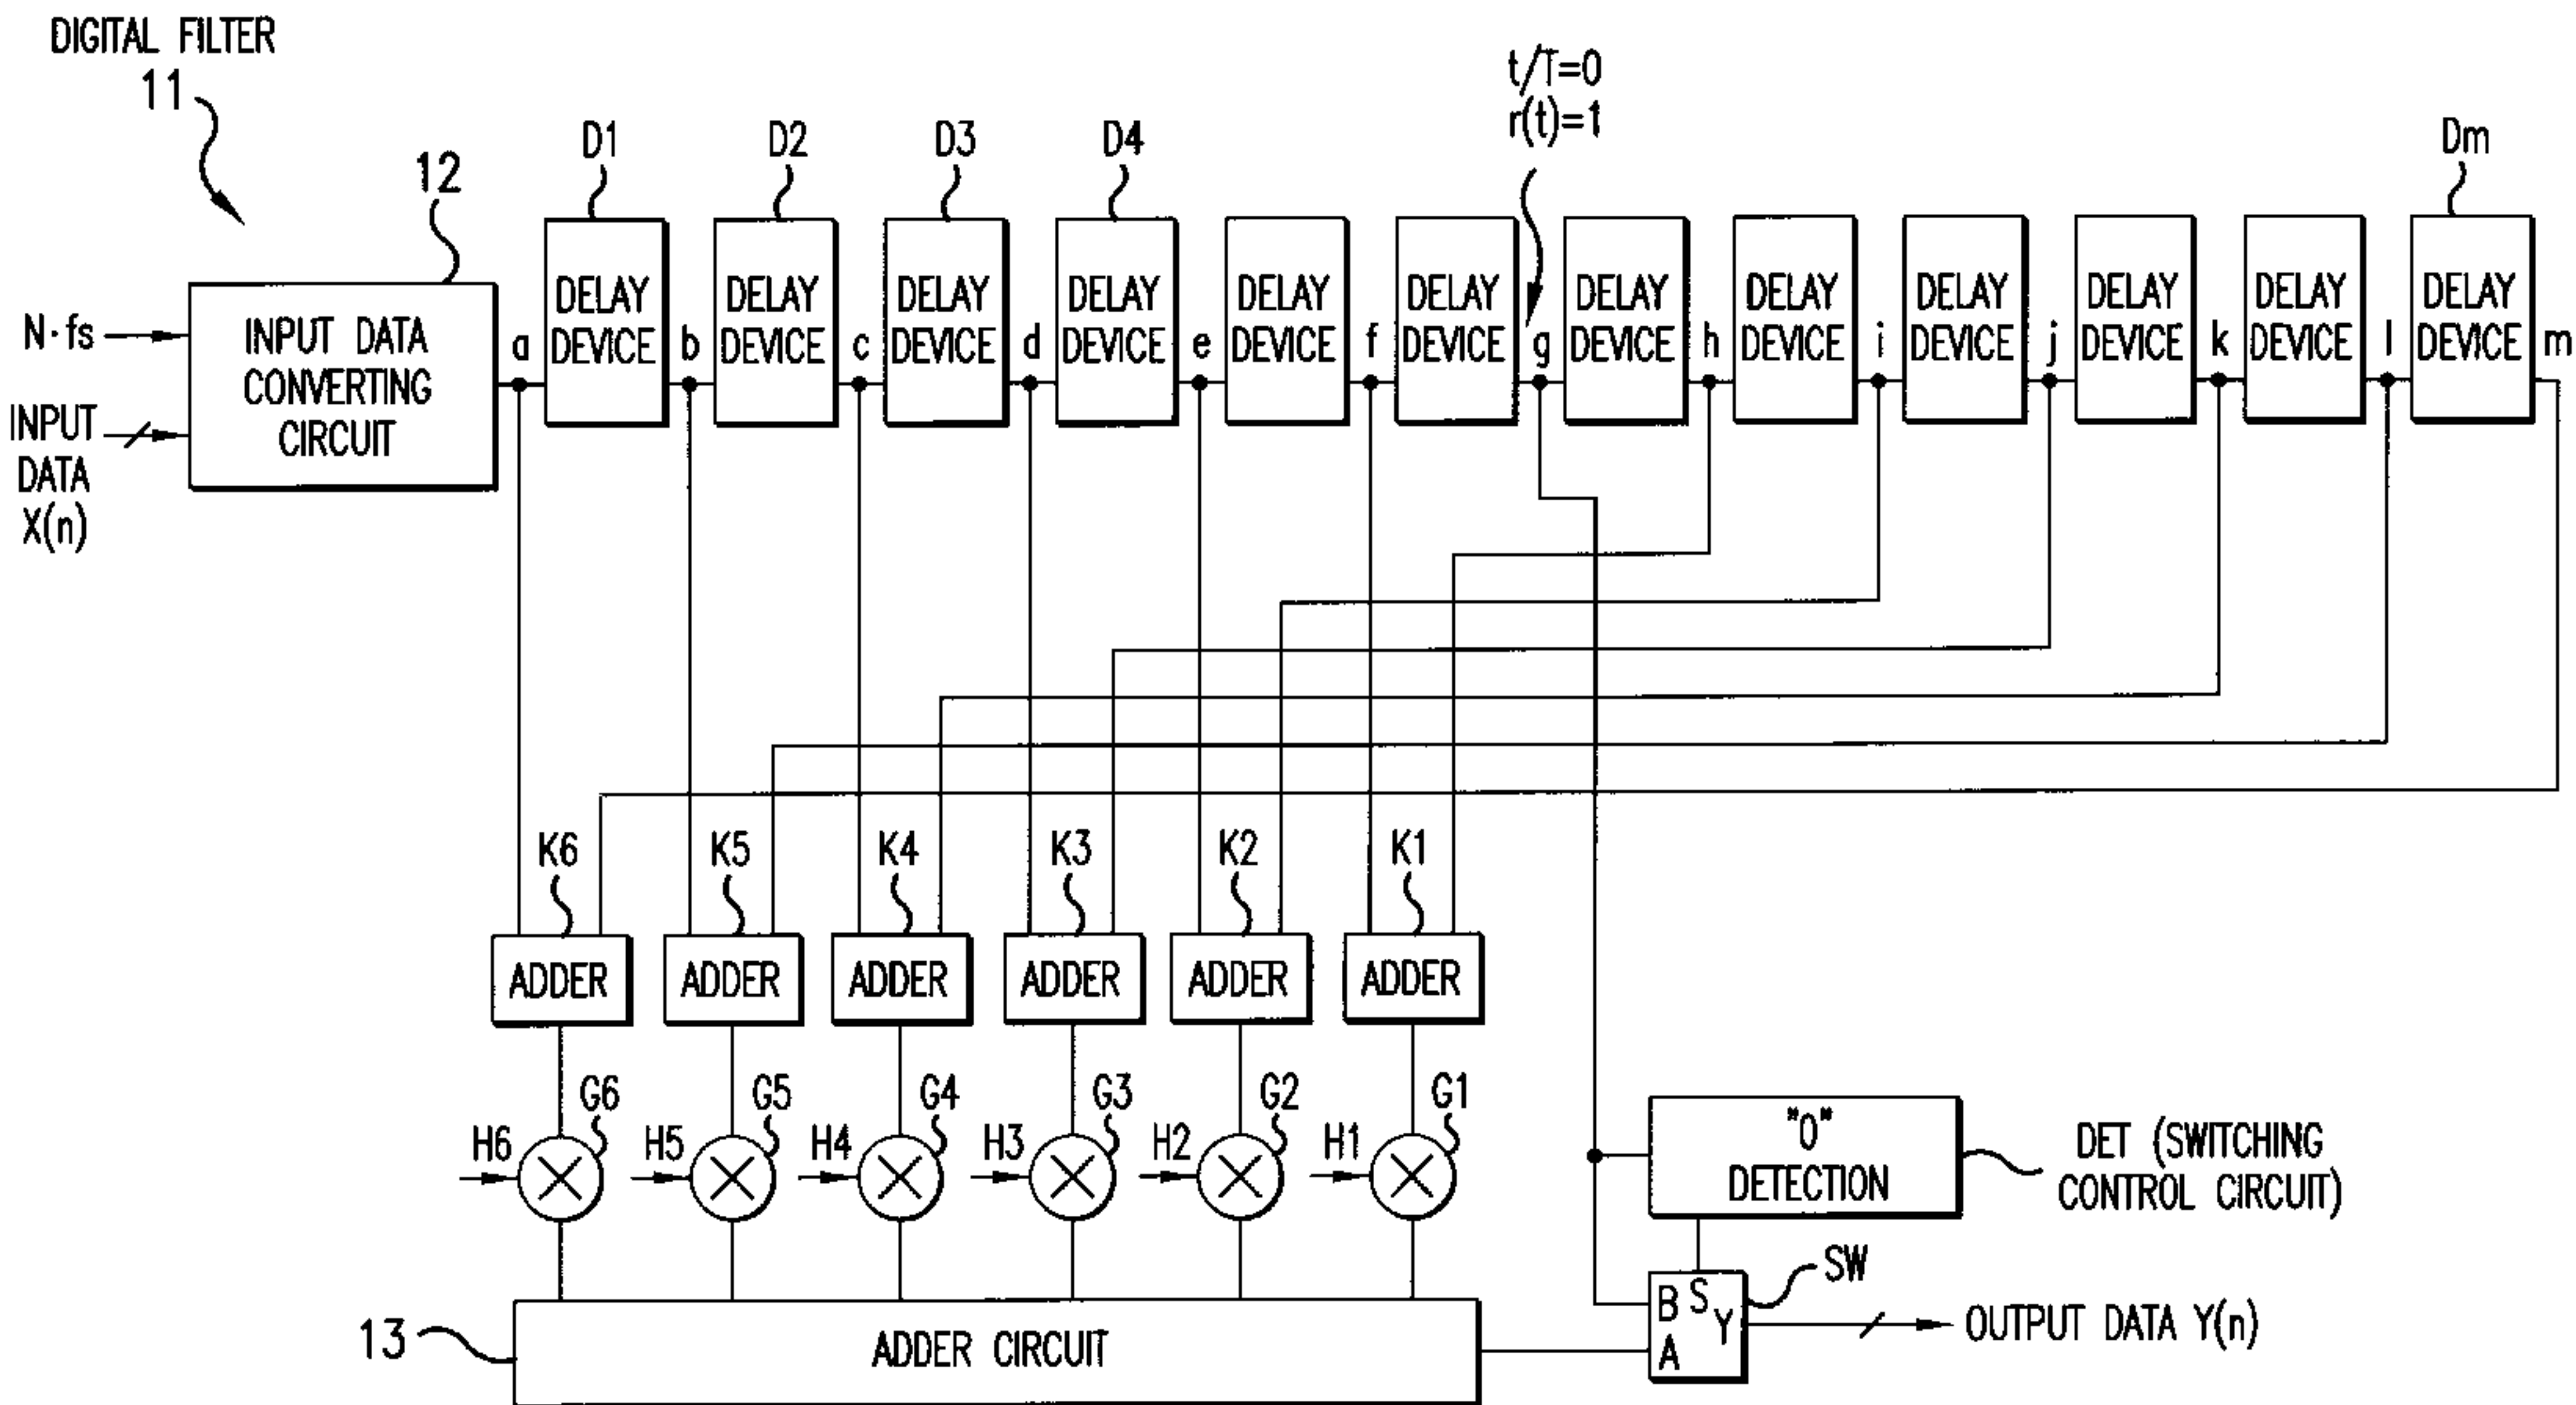 DIGITAL FILTER
11
t/T=0
r(t)=1
12
D1
D2
D3
D4
Dm
N·fs
INPUT
DATA
X(n)
INPUT DATA
CONVERTING
CIRCUIT
a
DELAY
DEVICE
b
DELAY
DEVICE
c
DELAY
DEVICE
d
DELAY
DEVICE
e
DELAY
DEVICE
f
DELAY
DEVICE
g
DELAY
DEVICE
h
DELAY
DEVICE
i
DELAY
DEVICE
j
DELAY
DEVICE
k
DELAY
DEVICE
l
DELAY
DEVICE
m
K6
K5
K4
K3
K2
K1
ADDER
ADDER
ADDER
ADDER
ADDER
ADDER
G6
G5
G4
G3
G2
G1
H6
H5
H4
H3
H2
H1
"0"
DETECTION
DET (SWITCHING
CONTROL CIRCUIT)
SW
B
S
Y
A
OUTPUT DATA Y(n)
13
ADDER CIRCUIT